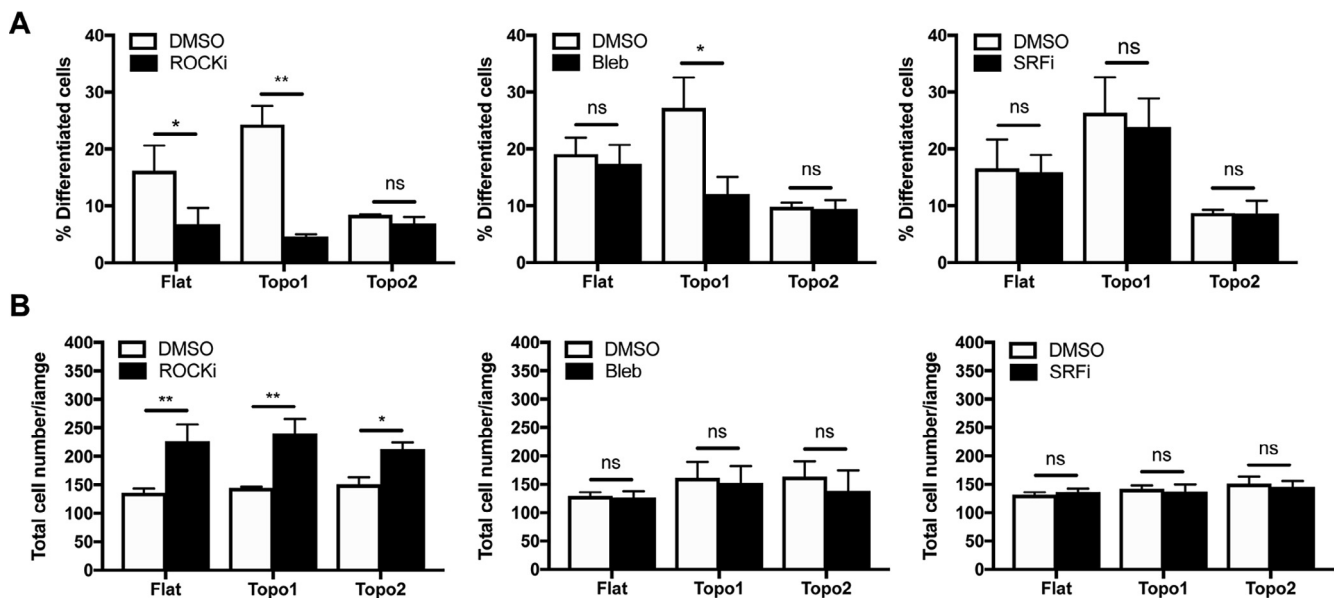 A
% Differentiated cells
40
30
20
10
0
DMSO
ROCKi
*
**
ns
Flat
Topo1
Topo2
% Differentiated cells
40
30
20
10
0
DMSO
Bleb
ns
*
ns
Flat
Topo1
Topo2
% Differentiated cells
40
30
20
10
0
DMSO
SRFi
ns
ns
ns
Flat
Topo1
Topo2
B
Total cell number/iamge
400
350
300
250
200
150
100
50
0
DMSO
ROCKi
**
**
*
Flat
Topo1
Topo2
Total cell number/iamge
400
350
300
250
200
150
100
50
0
DMSO
Bleb
ns
ns
ns
Flat
Topo1
Topo2
Total cell number/iamge
400
350
300
250
200
150
100
50
0
DMSO
SRFi
ns
ns
ns
Flat
Topo1
Topo2